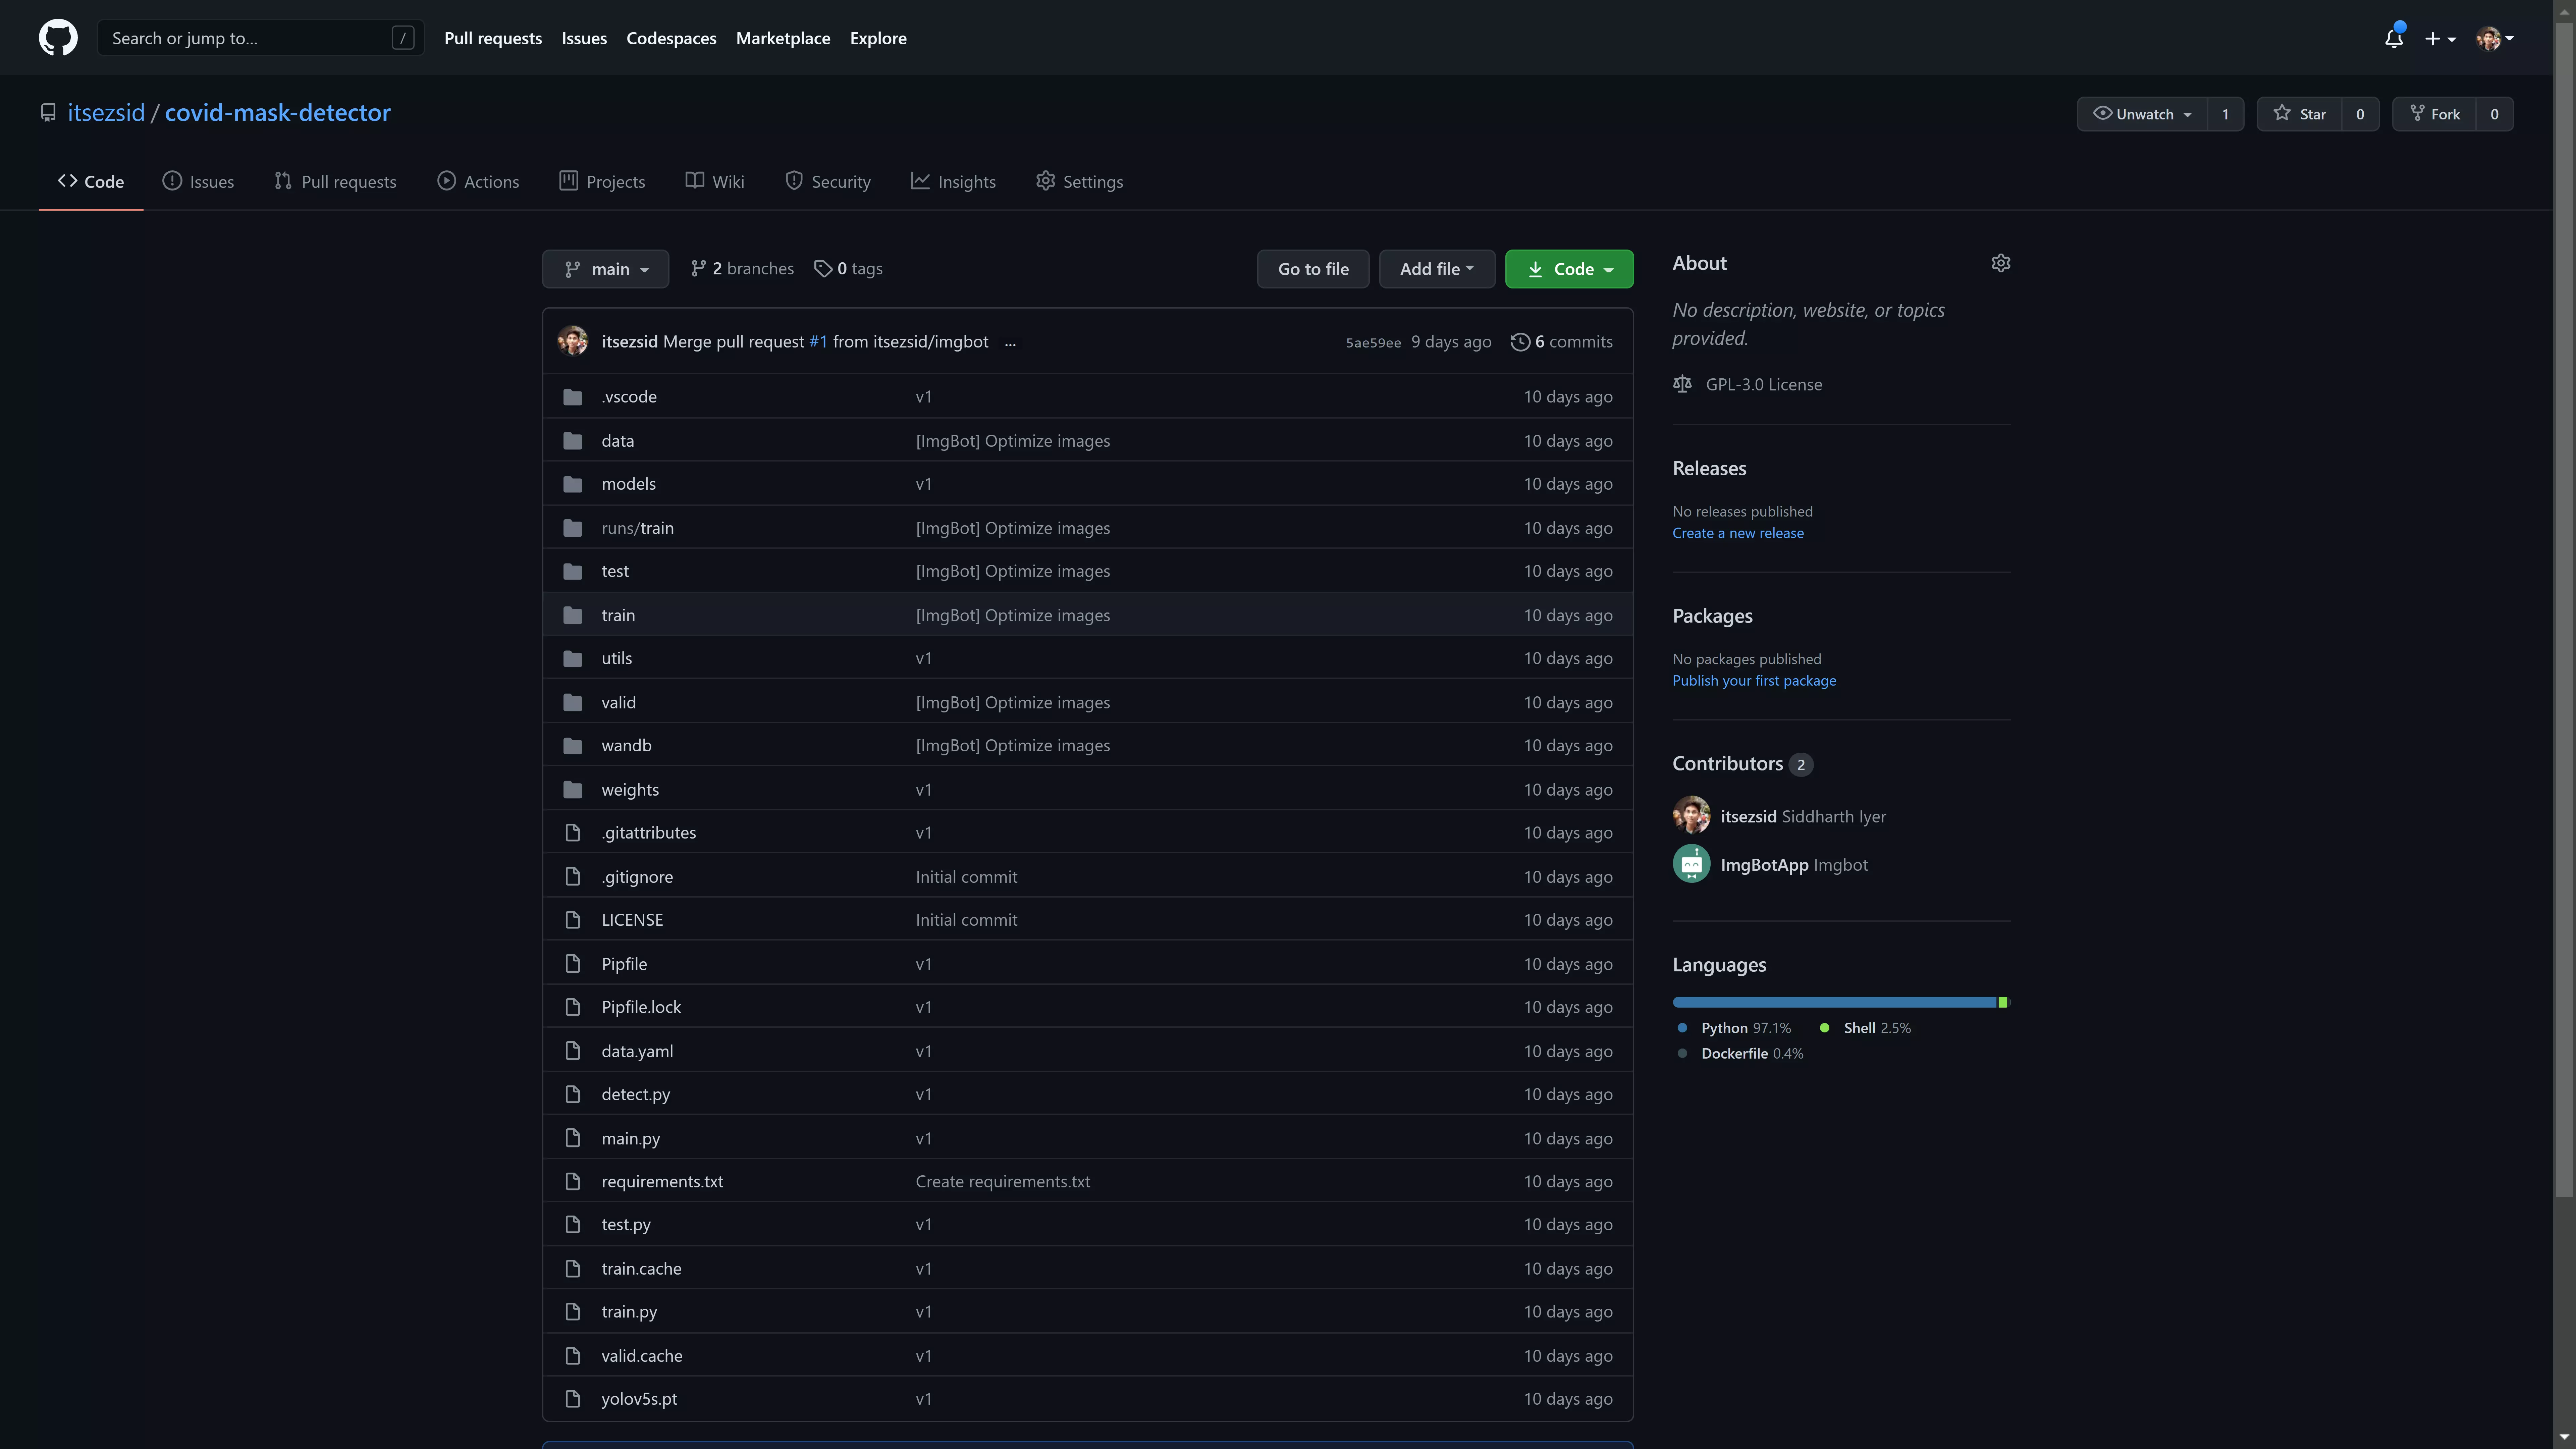 Search or jump to... /
Pull requests Issues Codespaces Marketplace Explore
itsezsid / covid-mask-detector
Unwatch 1 Star 0 Fork 0
Code Issues Pull requests Actions Projects Wiki Security Insights Settings
main 2 branches 0 tags
Go to file Add file Code
itsezsid Merge pull request #1 from itsezsid/imgbot ... 5ae59ee 9 days ago 6 commits
.vscode v1 10 days ago
data [ImgBot] Optimize images 10 days ago
models v1 10 days ago
runs/train [ImgBot] Optimize images 10 days ago
test [ImgBot] Optimize images 10 days ago
train [ImgBot] Optimize images 10 days ago
utils v1 10 days ago
valid [ImgBot] Optimize images 10 days ago
wandb [ImgBot] Optimize images 10 days ago
weights v1 10 days ago
.gitattributes v1 10 days ago
.gitignore Initial commit 10 days ago
LICENSE Initial commit 10 days ago
Pipfile v1 10 days ago
Pipfile.lock v1 10 days ago
data.yaml v1 10 days ago
detect.py v1 10 days ago
main.py v1 10 days ago
requirements.txt Create requirements.txt 10 days ago
test.py v1 10 days ago
train.cache v1 10 days ago
train.py v1 10 days ago
valid.cache v1 10 days ago
yolov5s.pt v1 10 days ago
About
No description, website, or topics
provided.
GPL-3.0 License
Releases
No releases published
Create a new release
Packages
No packages published
Publish your first package
Contributors 2
itsezsid Siddharth Iyer
ImgBotApp Imgbot
Languages
Python 97.1% Shell 2.5%
Dockerfile 0.4%